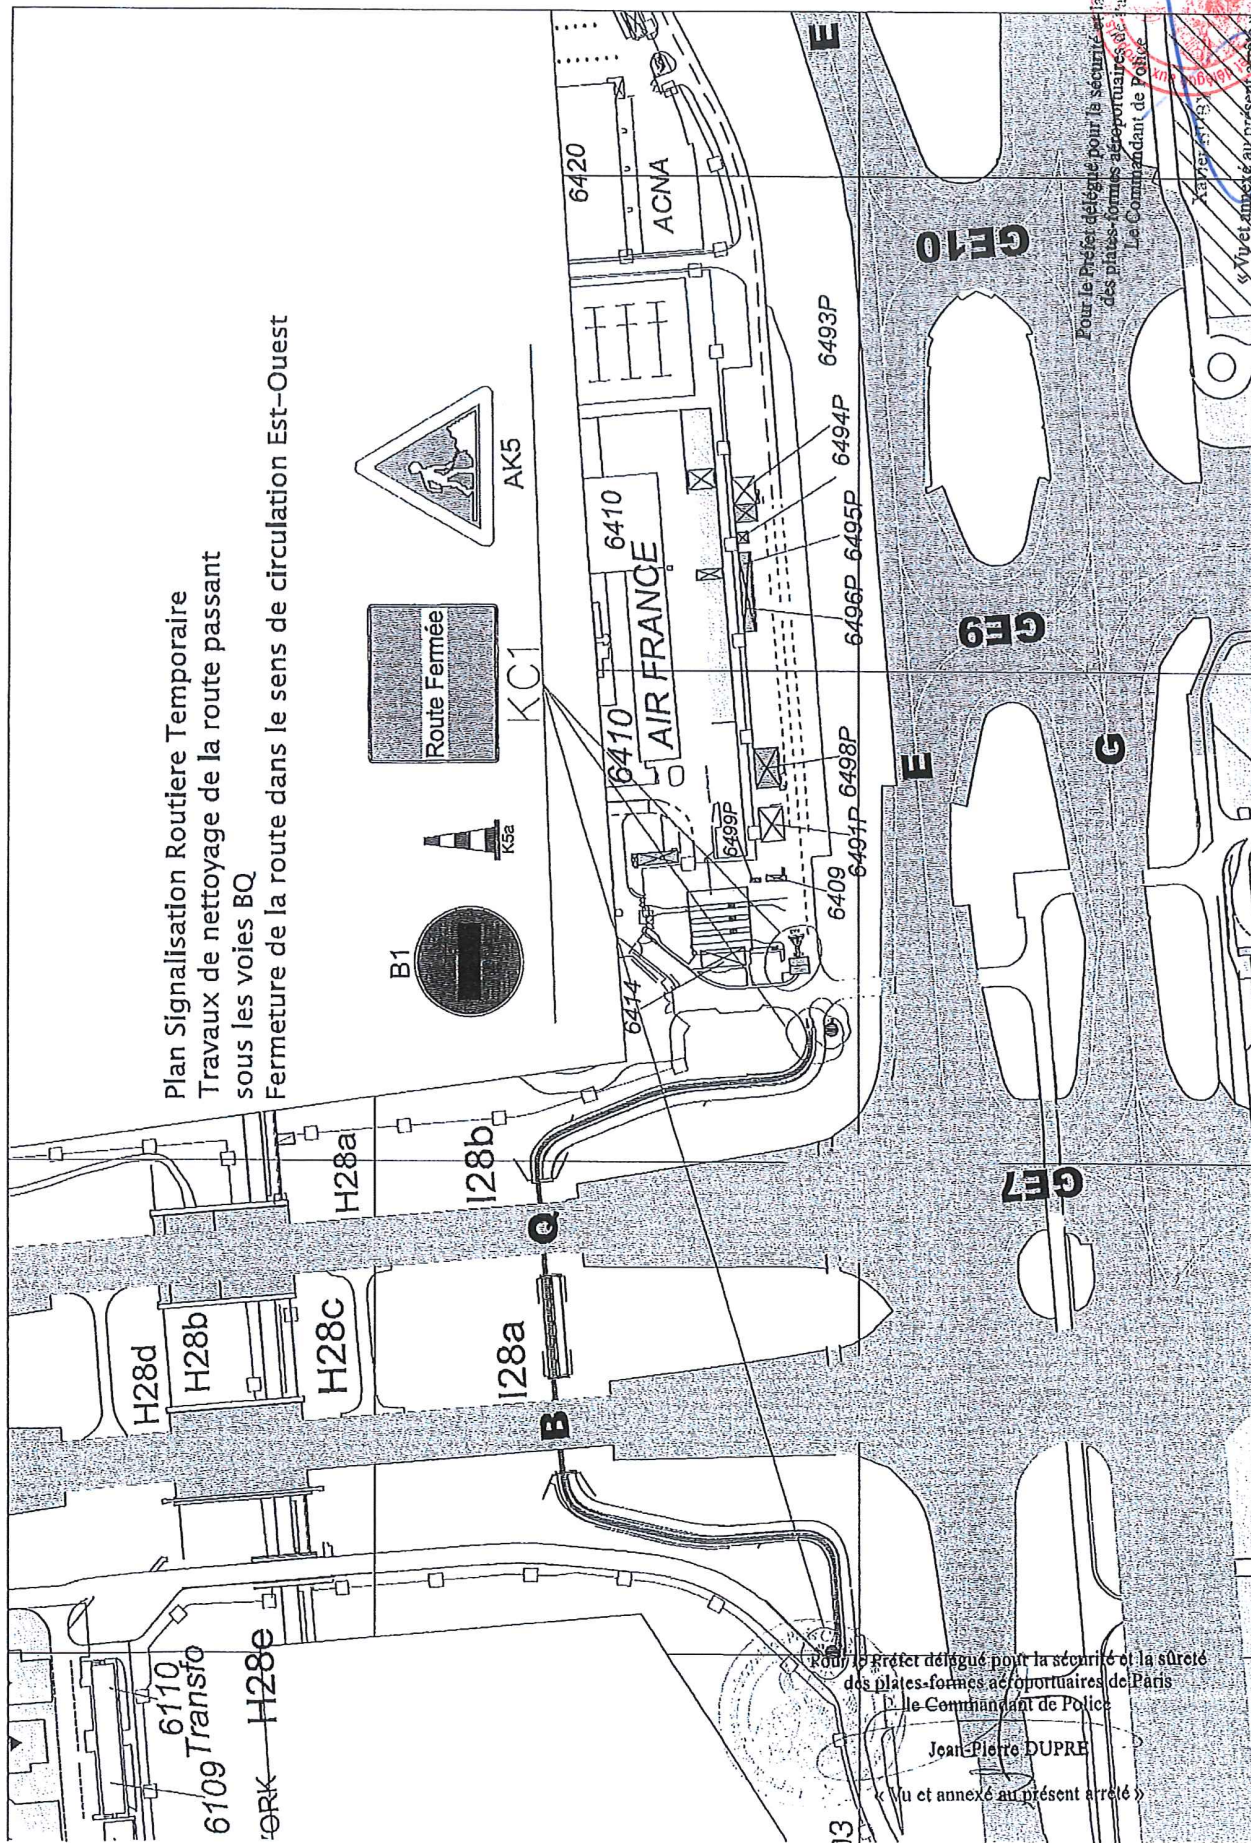 Plan Signalisation Routiere Temporaire
Travaux de nettoyage de la route passant
sous les voies BQ
Fermeture de la route dans le sens de circulation Est-Ouest
B1
K5a
Route Fermée
AK5
KC1
6109
6110
Transfo
H28e
H28d
H28b
H28c
H28a
I28a
I28b
B
Q
6414
6410
AIR FRANCE
6410
6420
ACNA
6499P
6409
6491P
6498P
6496P
6495P
6494P
6493P
E
E
G
GE7
GE9
GE10
Pour le Préfet délégué pour la sécurité et la
des plates-formes aéroportuaires de
Le Commandant de Police
Xavier
« Vu et annexé au présent arrêté
Pour le Préfet délégué pour la sécurité et la sûreté
des plates-formes aéroportuaires de Paris
le Commandant de Police
Jean-Pierre DUPRE
« Vu et annexé au présent arrêté »